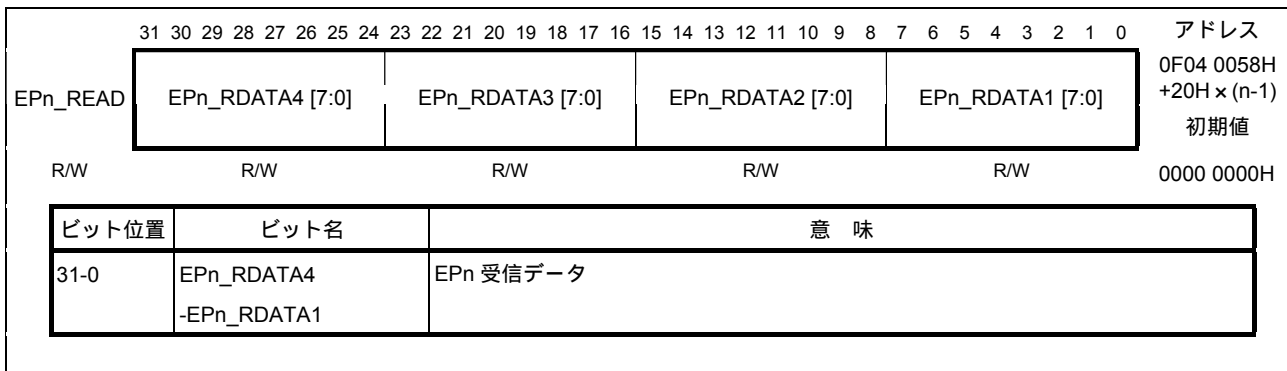 31 30 29 28 27 26 25 24 23 22 21 20 19 18 17 16 15 14 13 12 11 10 9 8 7 6 5 4 3 2 1 0 アドレス
EPn_READ EPn_RDATA4 [7:0] EPn_RDATA3 [7:0] EPn_RDATA2 [7:0] EPn_RDATA1 [7:0] 0F04 0058H
+20H×(n-1)
初期値
R/W R/W R/W R/W R/W 0000 0000H
ビット位置 ビット名 意 味
31-0 EPn_RDATA4 EPn 受信データ
-EPn_RDATA1